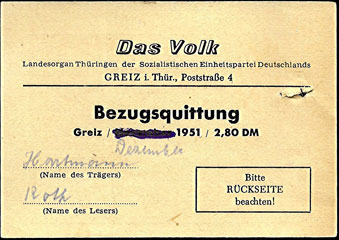 Das Volk
Landesorgan Thüringen der Sozialistischen Einheitspartei Deutschlands
GREIZ i. Thür., Poststraße 4
Bezugsquittung
Greiz / 1951 / 2,80 DM
Dezember
Hartmann
(Name des Trägers)
Roth
(Name des Lesers)
Bitte
RÜCKSEITE
beachten!